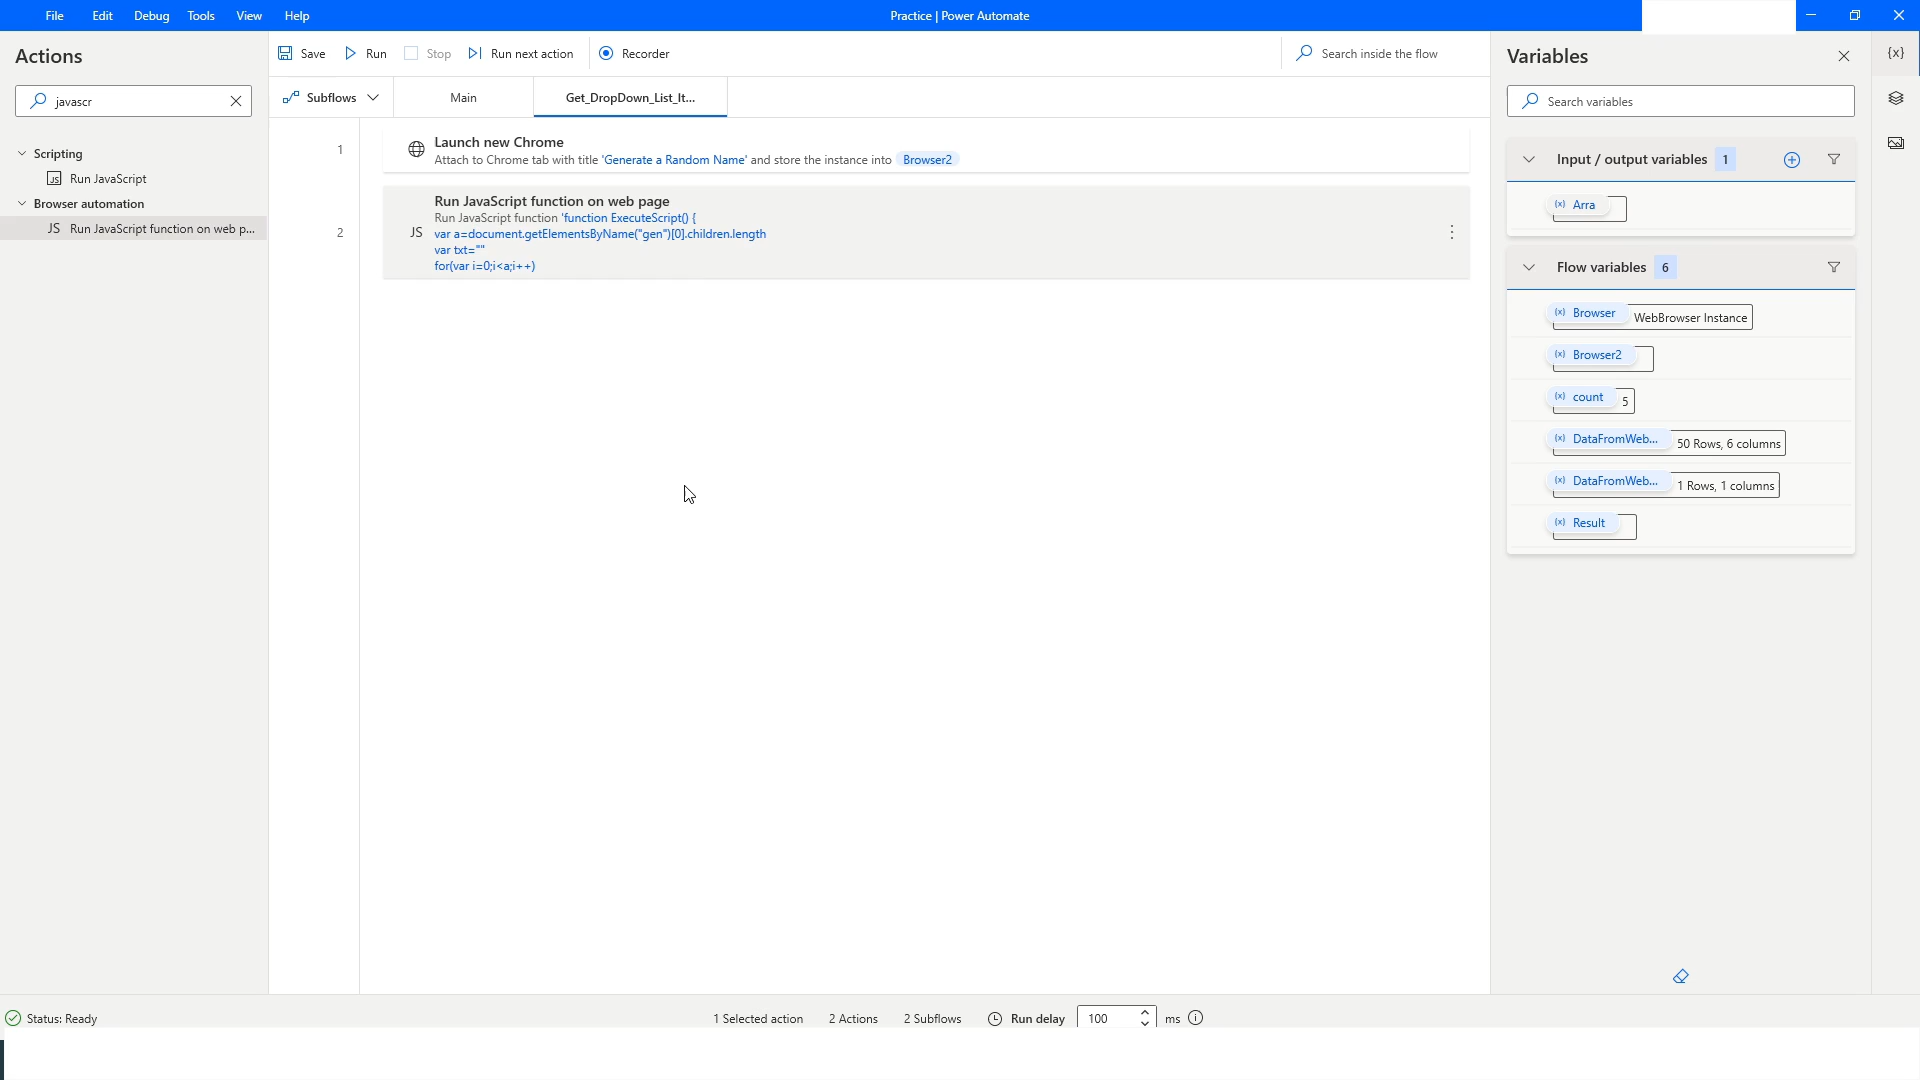 File Edit Debug Tools View Help
Practice | Power Automate
Actions
javascr
Scripting
JS Run JavaScript
Browser automation
JS Run JavaScript function on web p...
Save Run Stop Run next action Recorder
Search inside the flow
Subflows Main Get_DropDown_List_It...
1
Launch new Chrome
Attach to Chrome tab with title 'Generate a Random Name' and store the instance into Browser2
2
JS
Run JavaScript function on web page
Run JavaScript function 'function ExecuteScript() {
var a=document.getElementsByName("gen")[0].children.length
var txt=""
for(var i=0;i<a;i++)
Variables
{x}
Search variables
Input / output variables 1
(x) Arra
Flow variables 6
(x) Browser WebBrowser Instance
(x) Browser2
(x) count 5
(x) DataFromWeb... 50 Rows, 6 columns
(x) DataFromWeb... 1 Rows, 1 columns
(x) Result
Status: Ready
1 Selected action 2 Actions 2 Subflows Run delay 100 ms